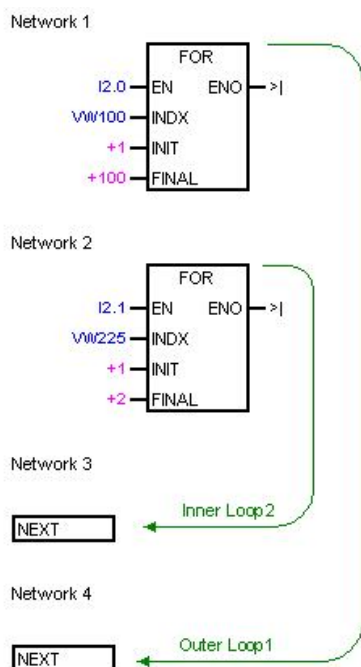 Network 1
FOR
I2.0 EN ENO >|
VW100 INDX
+1 INIT
+100 FINAL
Network 2
FOR
I2.1 EN ENO >|
VW225 INDX
+1 INIT
+2 FINAL
Network 3
NEXT
Inner Loop2
Network 4
NEXT
Outer Loop1